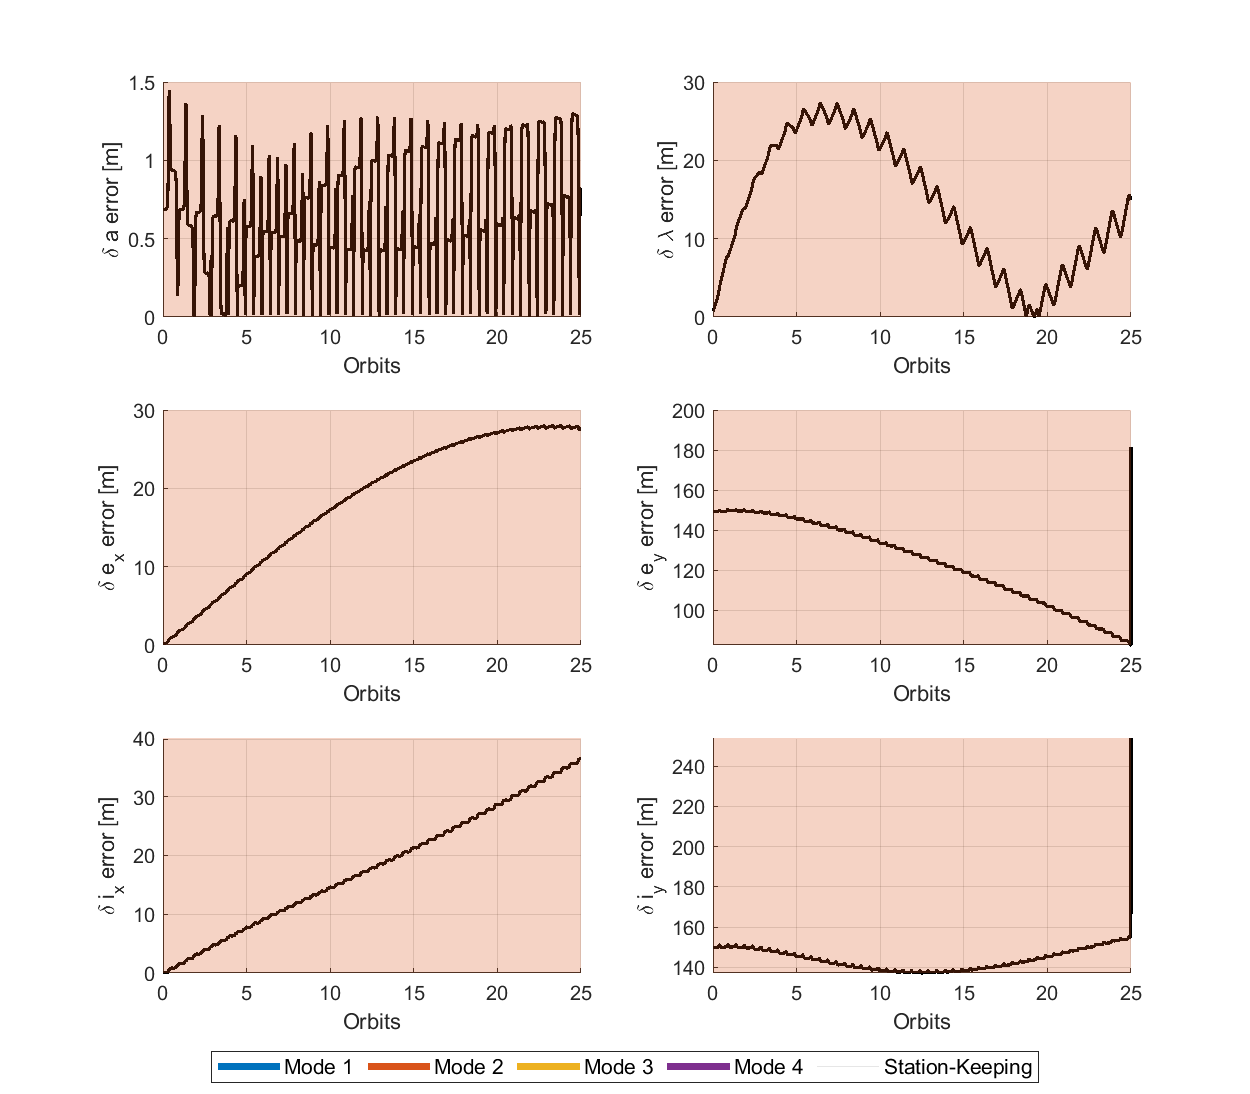 1.5
1
0.5
0
δ a error [m]
0 5 10 15 20 25
Orbits
30
20
10
0
δ λ error [m]
0 5 10 15 20 25
Orbits
30
20
10
0
δ e_x error [m]
0 5 10 15 20 25
Orbits
200
180
160
140
120
100
δ e_y error [m]
0 5 10 15 20 25
Orbits
40
30
20
10
0
δ i_x error [m]
0 5 10 15 20 25
Orbits
240
220
200
180
160
140
δ i_y error [m]
0 5 10 15 20 25
Orbits
Mode 1 Mode 2 Mode 3 Mode 4 Station-Keeping